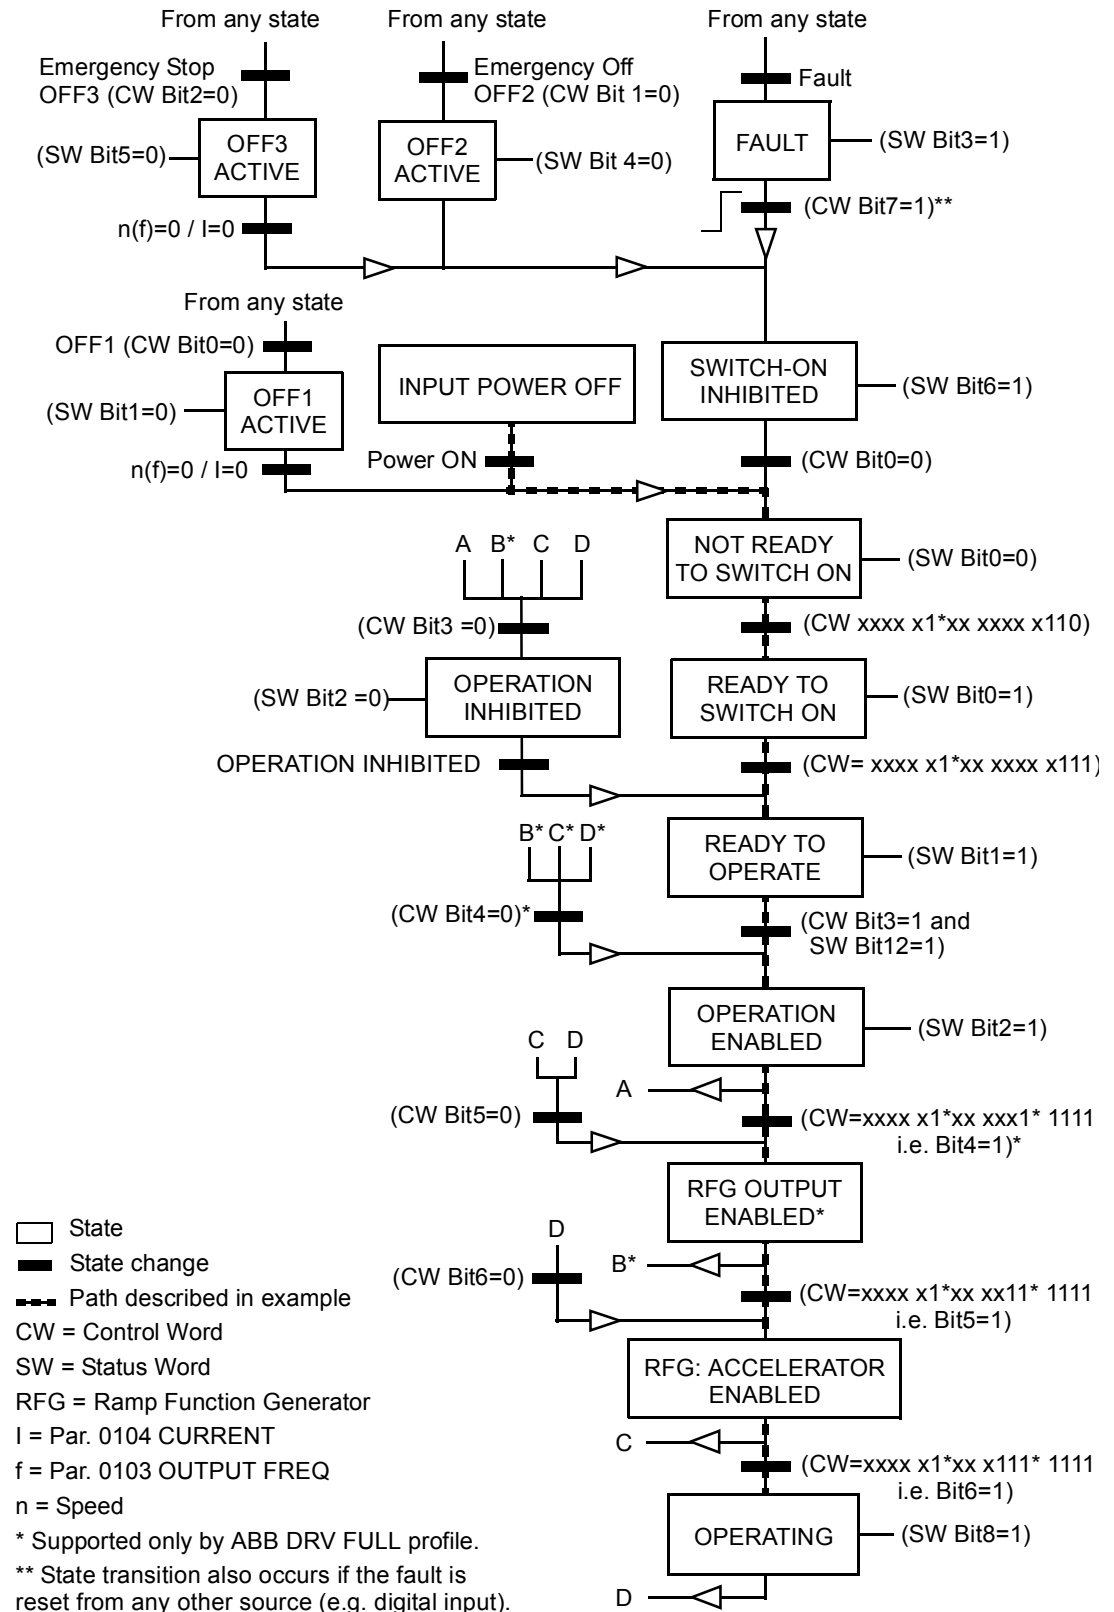 From any state
From any state
From any state
Emergency Stop
OFF3 (CW Bit2=0)
Emergency Off
OFF2 (CW Bit 1=0)
Fault
OFF3
ACTIVE
(SW Bit5=0)
OFF2
ACTIVE
(SW Bit 4=0)
FAULT
(SW Bit3=1)
n(f)=0 / I=0
(CW Bit7=1)**
From any state
OFF1 (CW Bit0=0)
OFF1
ACTIVE
(SW Bit1=0)
INPUT POWER OFF
SWITCH-ON
INHIBITED
(SW Bit6=1)
n(f)=0 / I=0
Power ON
(CW Bit0=0)
A B* C D
NOT READY
TO SWITCH ON
(SW Bit0=0)
(CW Bit3 =0)
(CW xxxx x1*xx xxxx x110)
OPERATION
INHIBITED
(SW Bit2 =0)
READY TO
SWITCH ON
(SW Bit0=1)
OPERATION INHIBITED
(CW= xxxx x1*xx xxxx x111)
B* C* D*
READY TO
OPERATE
(SW Bit1=1)
(CW Bit4=0)*
(CW Bit3=1 and
SW Bit12=1)
OPERATION
ENABLED
(SW Bit2=1)
C D
A
(CW Bit5=0)
(CW=xxxx x1*xx xxx1* 1111
i.e. Bit4=1)*
RFG OUTPUT
ENABLED*
D
B*
(CW Bit6=0)
(CW=xxxx x1*xx xx11* 1111
i.e. Bit5=1)
RFG: ACCELERATOR
ENABLED
C
(CW=xxxx x1*xx x111* 1111
i.e. Bit6=1)
OPERATING
(SW Bit8=1)
D
State
State change
Path described in example
CW = Control Word
SW = Status Word
RFG = Ramp Function Generator
I = Par. 0104 CURRENT
f = Par. 0103 OUTPUT FREQ
n = Speed
* Supported only by ABB DRV FULL profile.
** State transition also occurs if the fault is
reset from any other source (e.g. digital input).